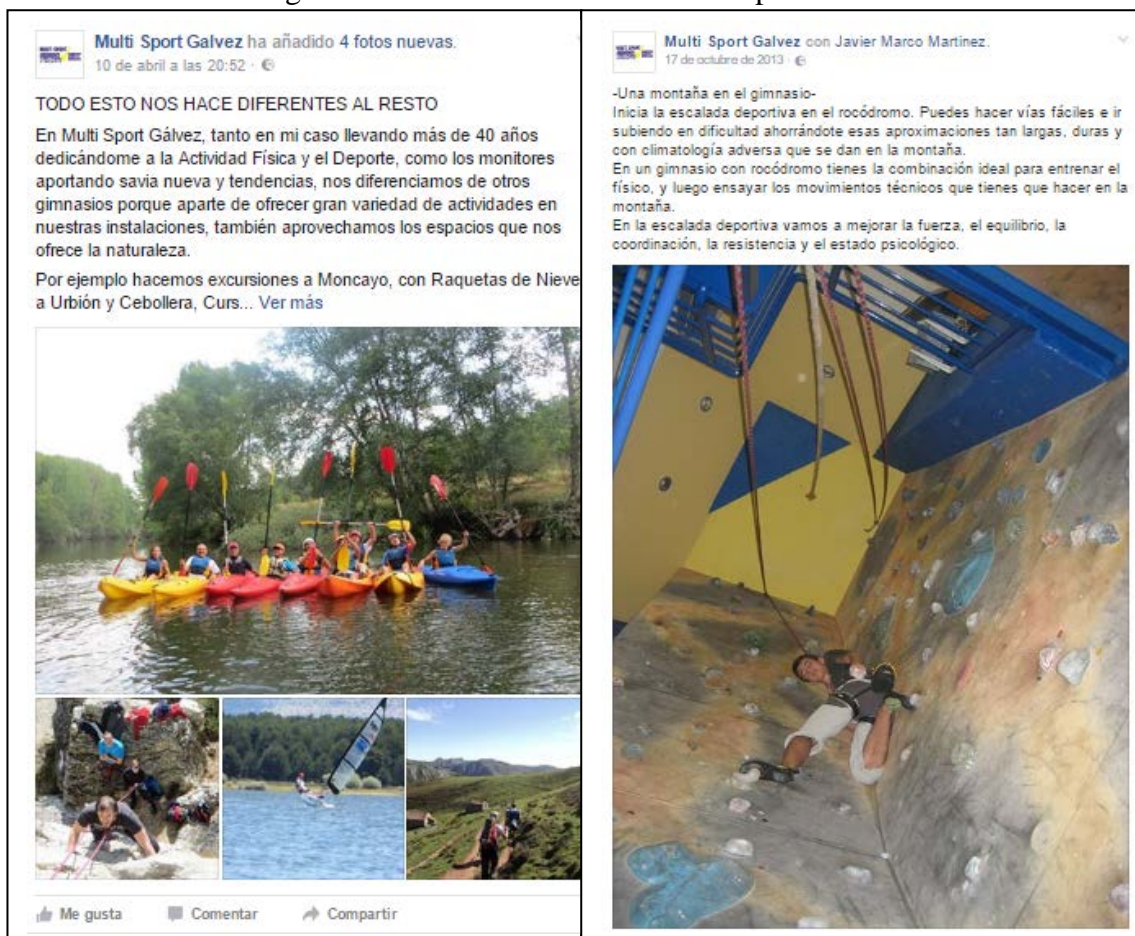 Multi Sport Galvez ha añadido 4 fotos nuevas.
10 de abril a las 20:52 ·
TODO ESTO NOS HACE DIFERENTES AL RESTO
En Multi Sport Gálvez, tanto en mi caso llevando más de 40 años
dedicándome a la Actividad Física y el Deporte, como los monitores
aportando savia nueva y tendencias, nos diferenciamos de otros
gimnasios porque aparte de ofrecer gran variedad de actividades en
nuestras instalaciones, también aprovechamos los espacios que nos
ofrece la naturaleza.
Por ejemplo hacemos excursiones a Moncayo, con Raquetas de Nieve
a Urbión y Cebollera, Curs... Ver más
Me gusta Comentar Compartir
Multi Sport Galvez con Javier Marco Martinez.
17 de octubre de 2013 ·
-Una montaña en el gimnasio-
Inicia la escalada deportiva en el rocódromo. Puedes hacer vías fáciles e ir
subiendo en dificultad ahorrándote esas aproximaciones tan largas, duras y
con climatología adversa que se dan en la montaña.
En un gimnasio con rocódromo tienes la combinación ideal para entrenar el
físico, y luego ensayar los movimientos técnicos que tienes que hacer en la
montaña.
En la escalada deportiva vamos a mejorar la fuerza, el equilibrio, la
coordinación, la resistencia y el estado psicológico.